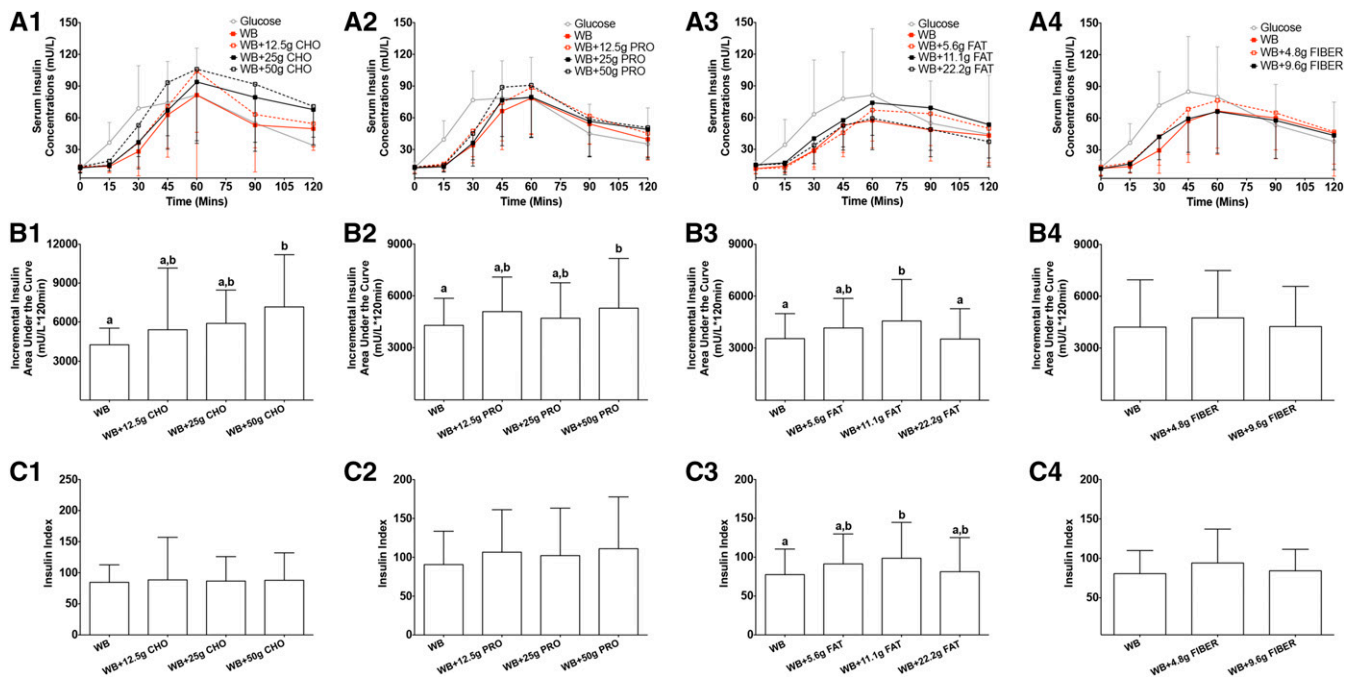 A1
Serum Insulin
Concentrations (mU/L)
150
120
90
60
30
0 15 30 45 60 75 90 105 120
Time (Mins)
Glucose
WB
WB+12.5g CHO
WB+25g CHO
WB+50g CHO
A2
Serum Insulin
Concentrations (mU/L)
150
120
90
60
30
0 15 30 45 60 75 90 105 120
Time (Mins)
Glucose
WB
WB+12.5g PRO
WB+25g PRO
WB+50g PRO
A3
Serum Insulin
Concentrations (mU/L)
150
120
90
60
30
0 15 30 45 60 75 90 105 120
Time (Mins)
Glucose
WB
WB+5.6g FAT
WB+11.1g FAT
WB+22.2g FAT
A4
Serum Insulin
Concentrations (mU/L)
150
120
90
60
30
0 15 30 45 60 75 90 105 120
Time (Mins)
Glucose
WB
WB+4.8g FIBER
WB+9.6g FIBER
B1
Incremental Insulin
Area Under the Curve
(mU/L*120min)
12000
9000
6000
3000
a
a,b
a,b
b
WB
WB+12.5g CHO
WB+25g CHO
WB+50g CHO
B2
Incremental Insulin
Area Under the Curve
(mU/L*120min)
9000
6000
3000
a
a,b
a,b
b
WB
WB+12.5g PRO
WB+25g PRO
WB+50g PRO
B3
Incremental Insulin
Area Under the Curve
(mU/L*120min)
9000
6000
3000
a
a,b
b
a
WB
WB+5.6g FAT
WB+11.1g FAT
WB+22.2g FAT
B4
Incremental Insulin
Area Under the Curve
(mU/L*120min)
9000
6000
3000
WB
WB+4.8g FIBER
WB+9.6g FIBER
C1
Insulin Index
250
200
150
100
50
0
WB
WB+12.5g CHO
WB+25g CHO
WB+50g CHO
C2
Insulin Index
200
150
100
50
0
WB
WB+12.5g PRO
WB+25g PRO
WB+50g PRO
C3
Insulin Index
200
150
100
50
0
a
a,b
b
a,b
WB
WB+5.6g FAT
WB+11.1g FAT
WB+22.2g FAT
C4
Insulin Index
200
150
100
50
WB
WB+4.8g FIBER
WB+9.6g FIBER